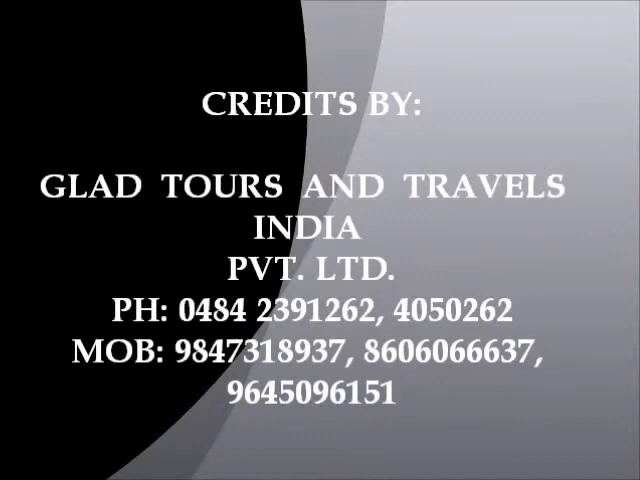 CREDITS BY:
GLAD TOURS AND TRAVELS
INDIA
PVT. LTD.
PH: 0484 2391262, 4050262
MOB: 9847318937, 8606066637,
9645096151